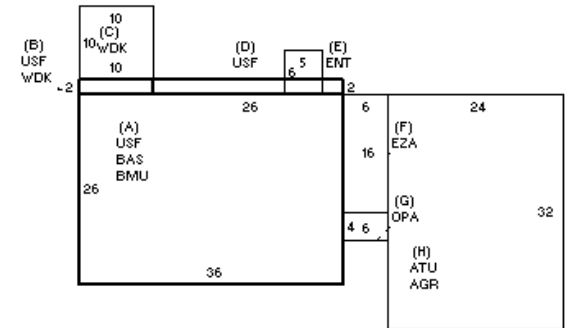 10
(C)
10 WDK
10
(B)
USF
WDK
2
(D)
USF
5
6
(E)
ENT
2
26
6
24
(A)
USF
BAS
BMU
(F)
EZA
16
26
32
(G)
OPA
4 6
36
(H)
ATU
AGR